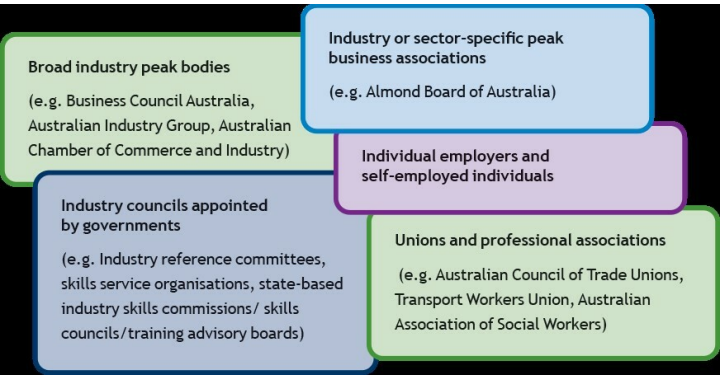 Broad industry peak bodies
(e.g. Business Council Australia,
Australian Industry Group, Australian
Chamber of Commerce and Industry)
Industry or sector-specific peak
business associations
(e.g. Almond Board of Australia)
Individual employers and
self-employed individuals
Industry councils appointed
by governments
(e.g. Industry reference committees,
skills service organisations, state-based
industry skills commissions/ skills
councils/training advisory boards)
Unions and professional associations
(e.g. Australian Council of Trade Unions,
Transport Workers Union, Australian
Association of Social Workers)